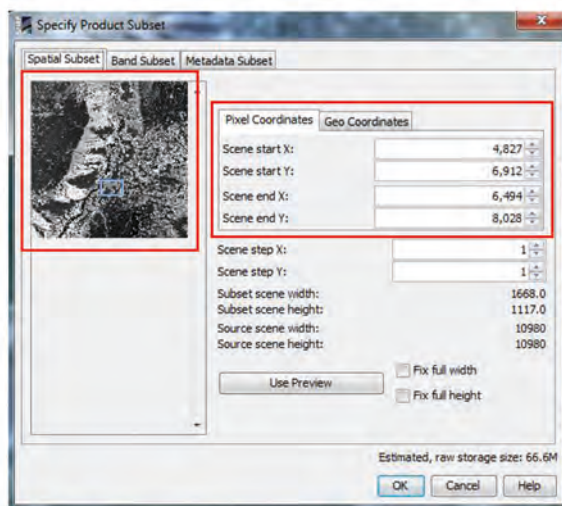 Specify Product Subset
Spatial Subset Band Subset Metadata Subset
Pixel Coordinates Geo Coordinates
Scene start X: 4,827
Scene start Y: 6,912
Scene end X: 6,494
Scene end Y: 8,028
Scene step X: 1
Scene step Y: 1
Subset scene width: 1668.0
Subset scene height: 1117.0
Source scene width: 10980
Source scene height: 10980
Use Preview
Fix full width
Fix full height
Estimated, raw storage size: 66.6M
OK Cancel Help